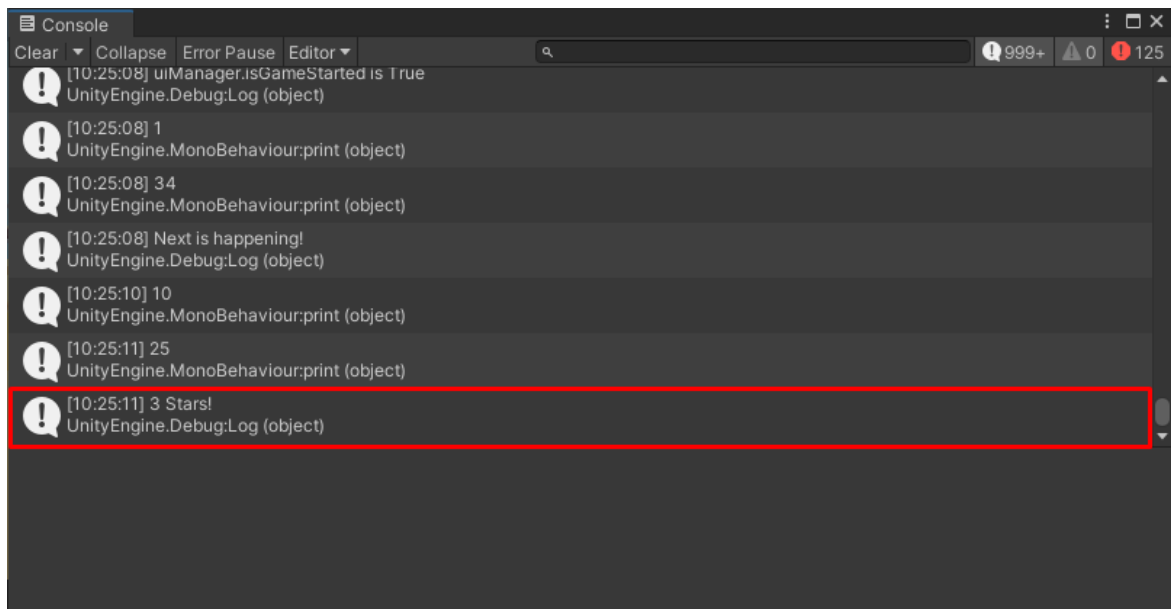 Console
Clear Collapse Error Pause Editor 999+ 0 125
[10:25:08] uiManager.isGameStarted is True
UnityEngine.Debug:Log (object)
[10:25:08] 1
UnityEngine.MonoBehaviour:print (object)
[10:25:08] 34
UnityEngine.MonoBehaviour:print (object)
[10:25:08] Next is happening!
UnityEngine.Debug:Log (object)
[10:25:10] 10
UnityEngine.MonoBehaviour:print (object)
[10:25:11] 25
UnityEngine.MonoBehaviour:print (object)
[10:25:11] 3 Stars!
UnityEngine.Debug:Log (object)